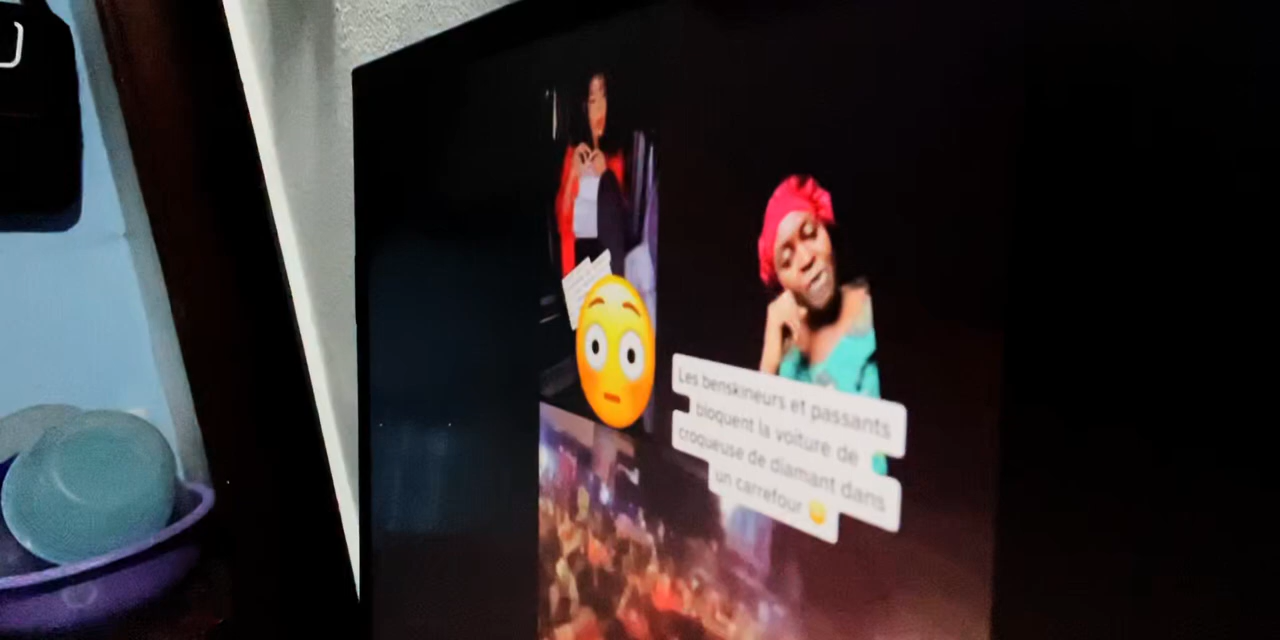 Les benskineurs et passants
bloquent la voiture de
croqueuse de diamant dans
un carrefour